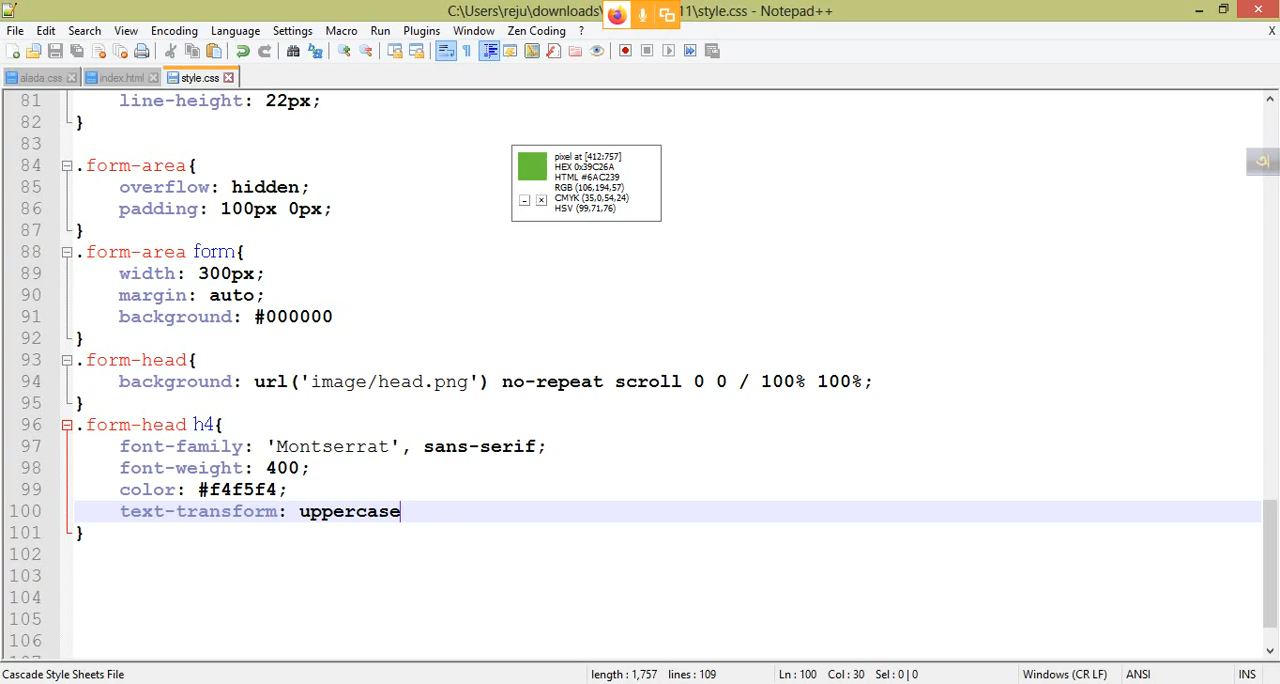 C:\Users\reju\downloads\ 11\style.css - Notepad++
File Edit Search View Encoding Language Settings Macro Run Plugins Window Zen Coding ? X
alada.css index.html style.css
81 line-height: 22px;
82 }
83
84 .form-area{
85 overflow: hidden;
86 padding: 100px 0px;
87 }
88 .form-area form{
89 width: 300px;
90 margin: auto;
91 background: #000000
92 }
93 .form-head{
94 background: url('image/head.png') no-repeat scroll 0 0 / 100% 100%;
95 }
96 .form-head h4{
97 font-family: 'Montserrat', sans-serif;
98 font-weight: 400;
99 color: #f4f5f4;
100 text-transform: uppercase
101 }
102
103
104
105
106
pixel at [412:757]
HEX 0x39C26A
HTML #6AC239
RGB (106,194,57)
CMYK (35,0,54,24)
HSV (99,71,76)
অ
Cascade Style Sheets File length : 1,757 lines : 109 Ln : 100 Col : 30 Sel : 0 | 0 Windows (CR LF) ANSI INS